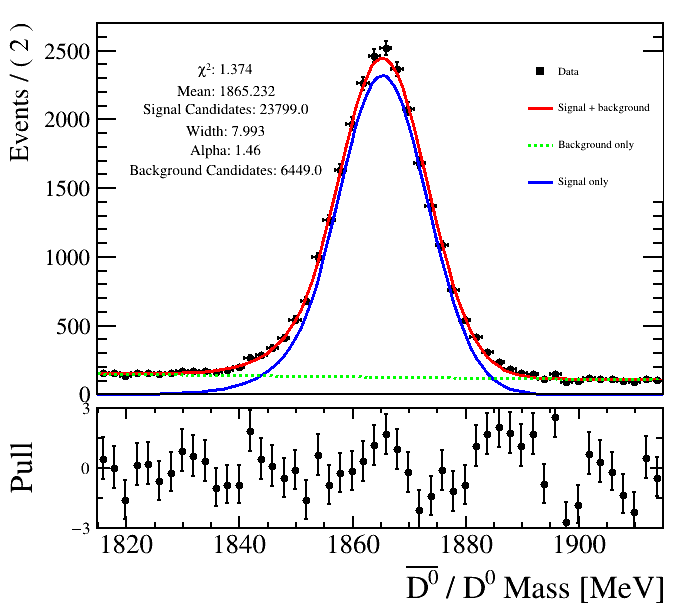 Events / ( 2 )
2500
2000
1500
1000
500
0
χ²: 1.374
Mean: 1865.232
Signal Candidates: 23799.0
Width: 7.993
Alpha: 1.46
Background Candidates: 6449.0
Data
Signal + background
Background only
Signal only
Pull
3
0
−3
1820 1840 1860 1880 1900
D̅⁰ / D⁰ Mass [MeV]